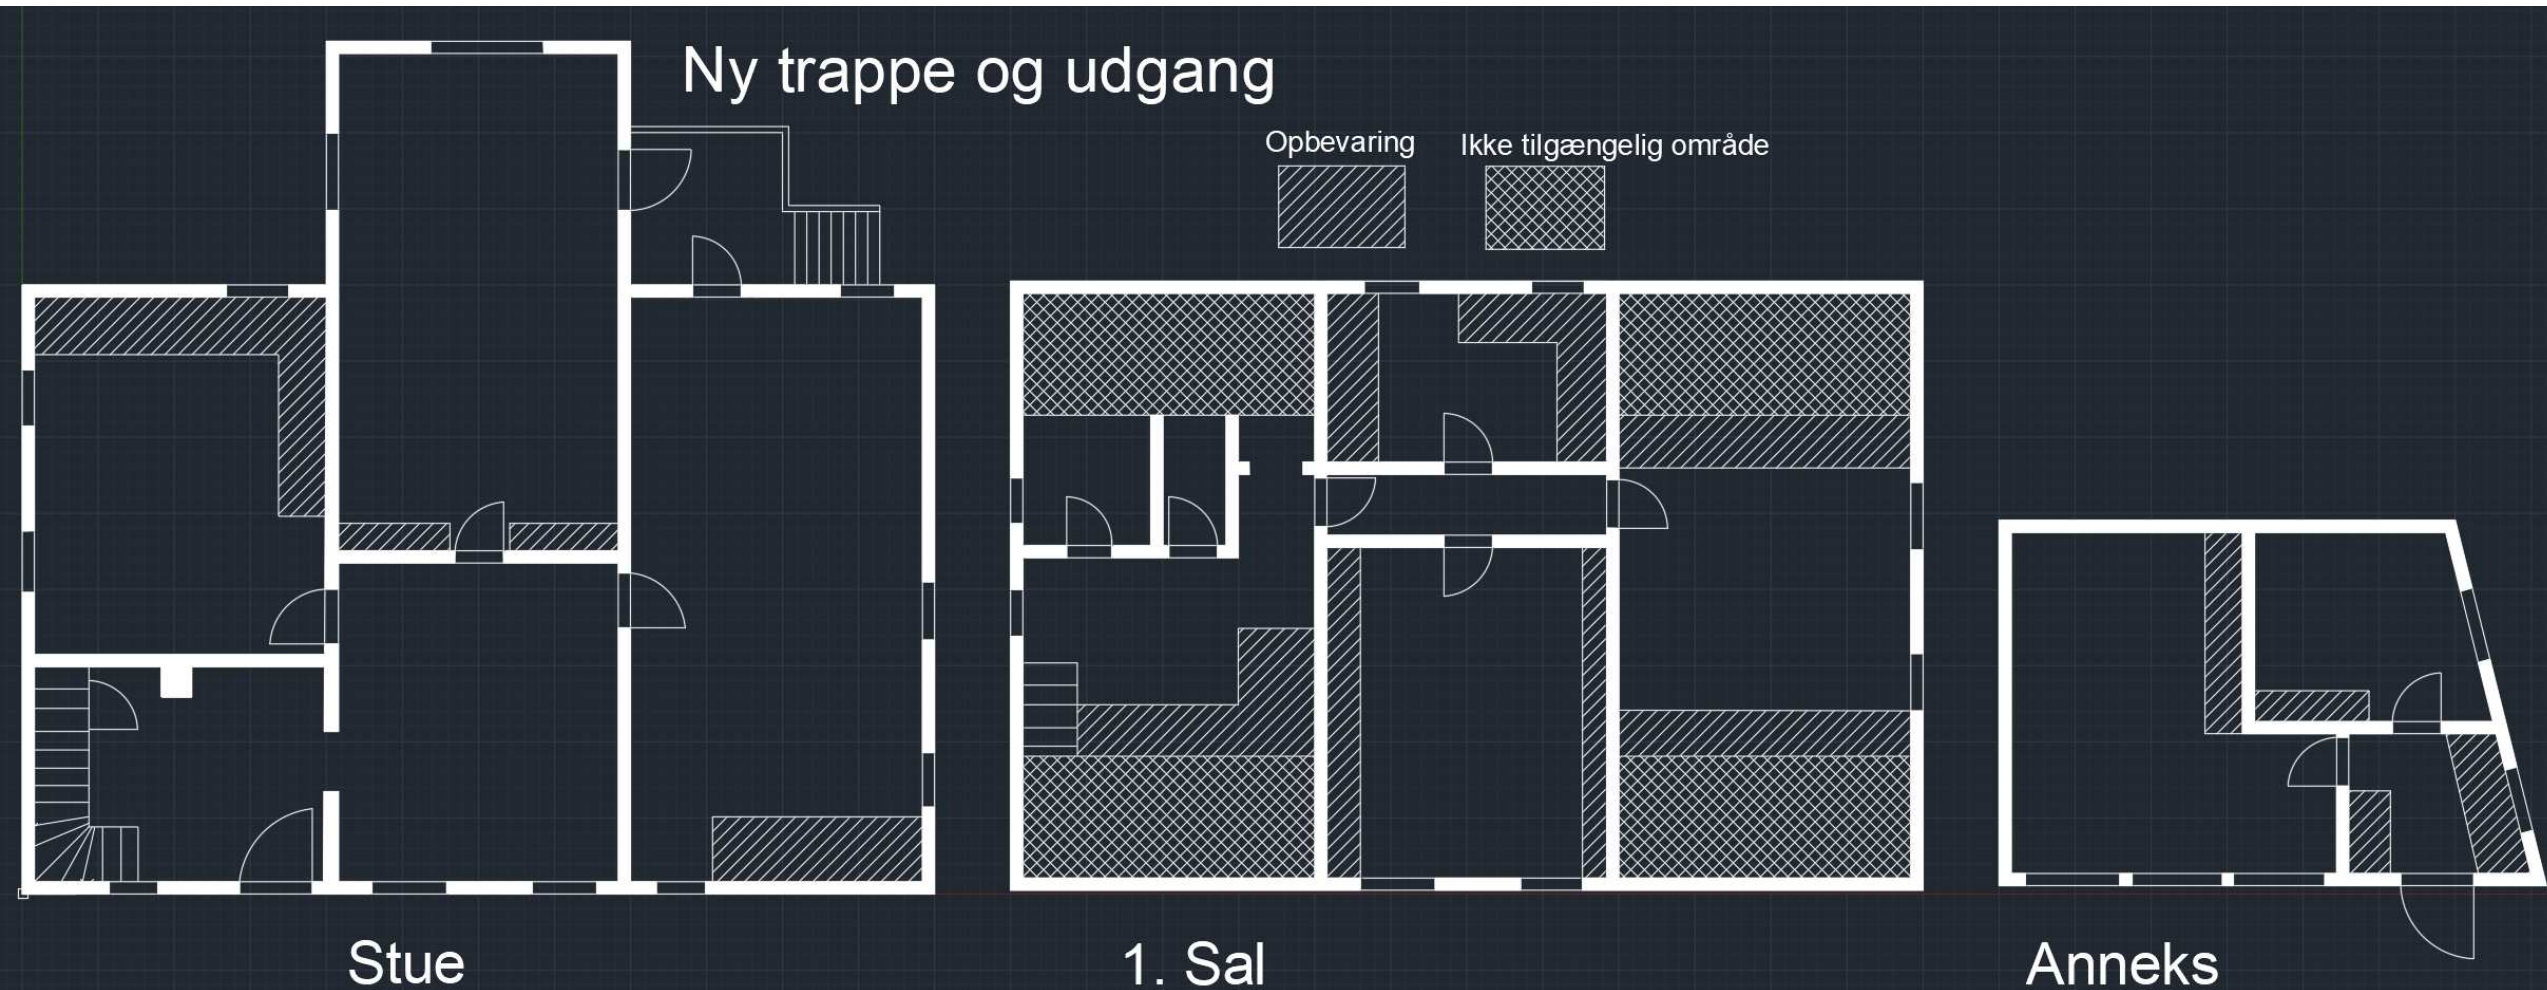 Ny trappe og udgang
Opbevaring
Ikke tilgængelig område
Stue
1. Sal
Anneks